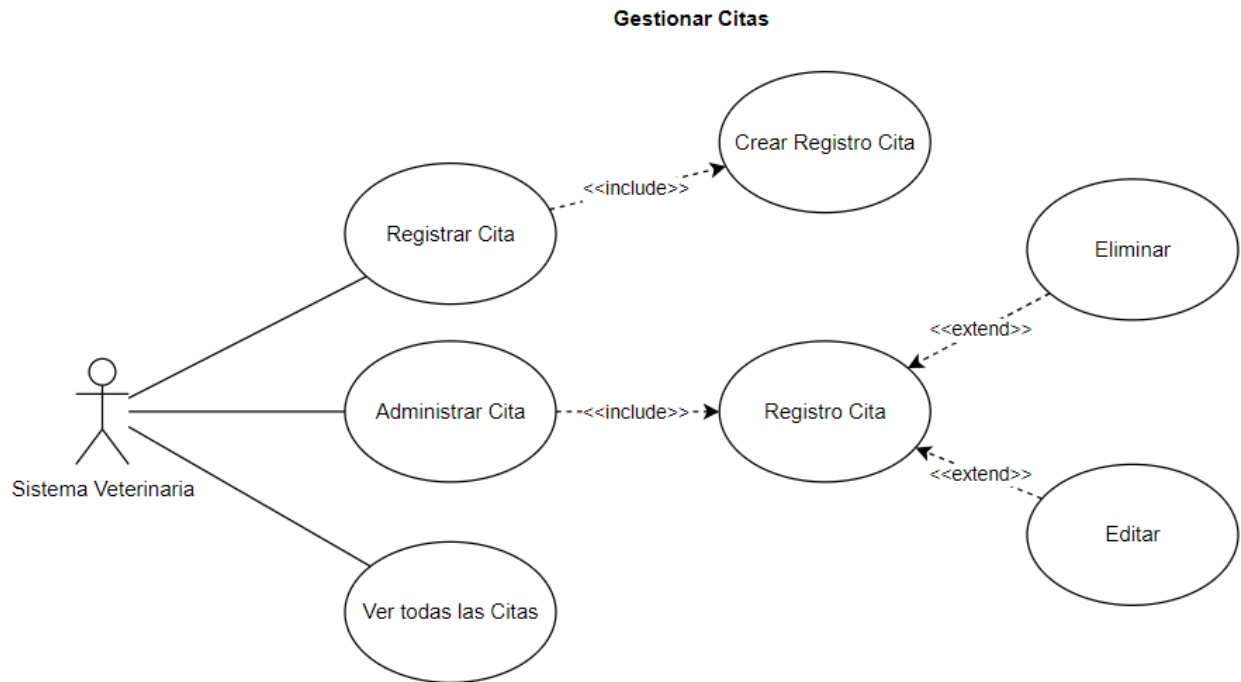 Gestionar Citas
Crear Registro Cita
<<include>>
Registrar Cita
Eliminar
<<extend>>
Administrar Cita
<<include>>
Registro Cita
<<extend>>
Sistema Veterinaria
Editar
Ver todas las Citas